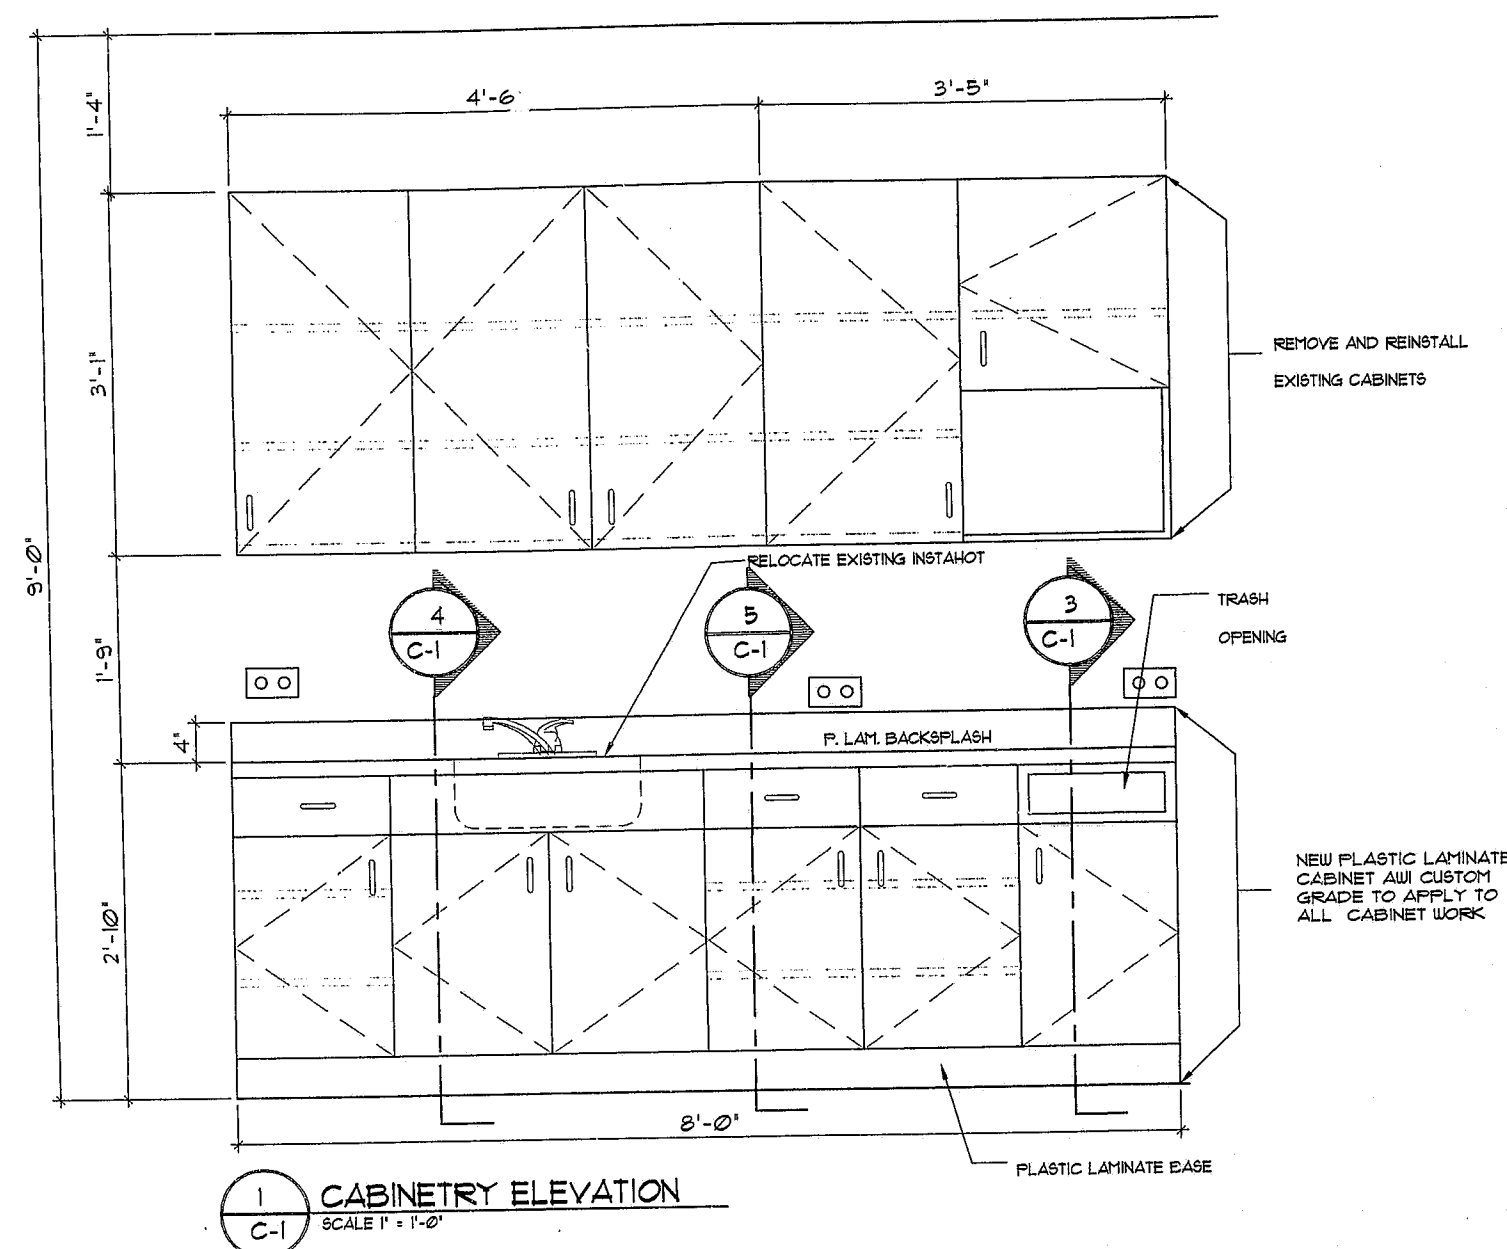 4'-6
3'-5"
1'-4"
3'-1"
9'-0"
REMOVE AND REINSTALL
EXISTING CABINETS
RELOCATE EXISTING INSTAHOT
4
C-1
5
C-1
3
C-1
TRASH
OPENING
1'-9"
4"
P. LAM. BACKSPLASH
2'-10"
NEW PLASTIC LAMINATE
CABINET AWI CUSTOM
GRADE TO APPLY TO
ALL CABINET WORK
8'-0"
PLASTIC LAMINATE BASE
1
C-1
CABINETRY ELEVATION
SCALE 1" = 1'-0"